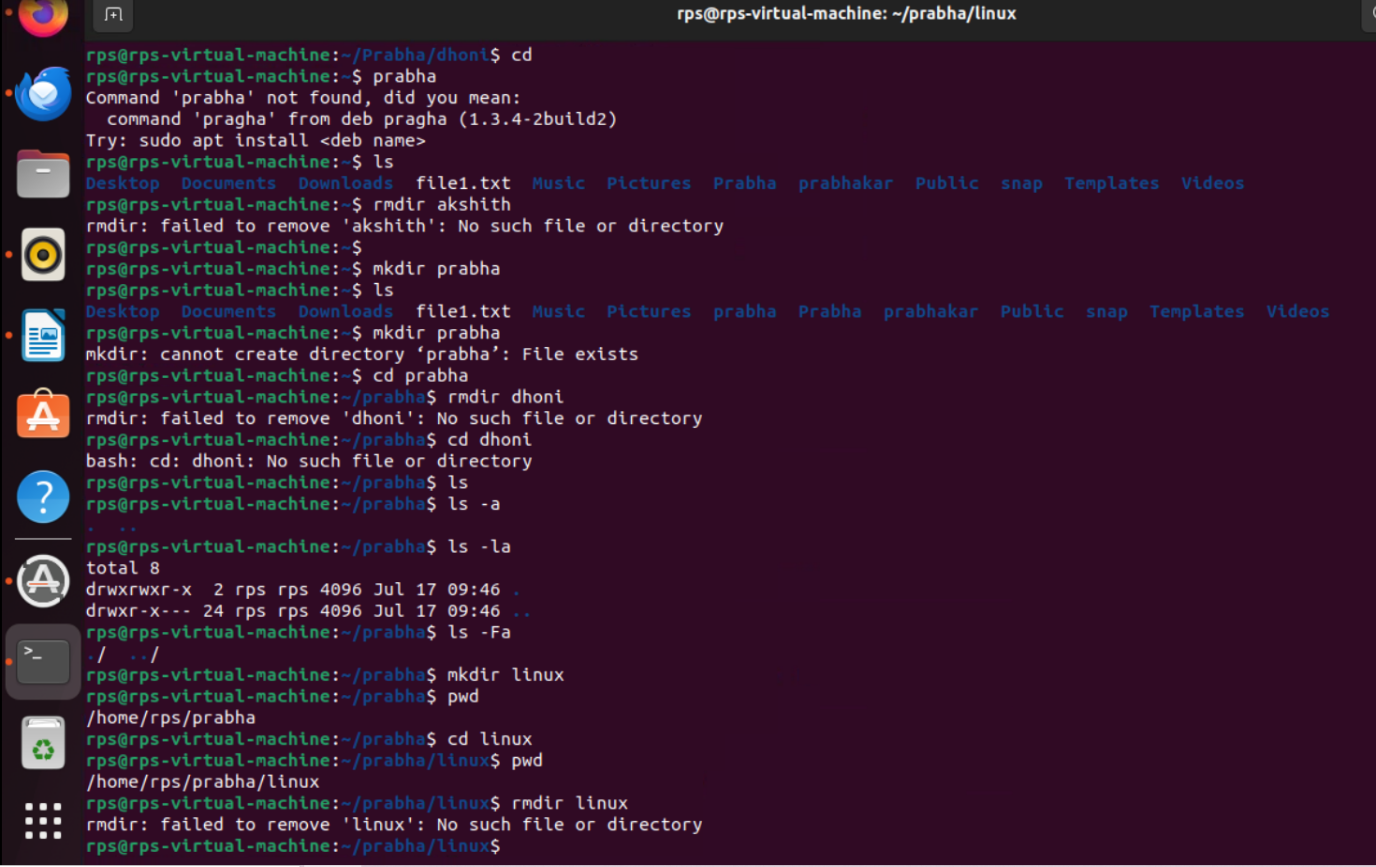 rps@rps-virtual-machine: ~/prabha/linux
rps@rps-virtual-machine:~/Prabha/dhoni$ cd
rps@rps-virtual-machine:~$ prabha
Command 'prabha' not found, did you mean:
  command 'pragha' from deb pragha (1.3.4-2build2)
Try: sudo apt install <deb name>
rps@rps-virtual-machine:~$ ls
Desktop  Documents  Downloads  file1.txt  Music  Pictures  Prabha  prabhakar  Public  snap  Templates  Videos
rps@rps-virtual-machine:~$ rmdir akshith
rmdir: failed to remove 'akshith': No such file or directory
rps@rps-virtual-machine:~$
rps@rps-virtual-machine:~$ mkdir prabha
rps@rps-virtual-machine:~$ ls
Desktop  Documents  Downloads  file1.txt  Music  Pictures  prabha  Prabha  prabhakar  Public  snap  Templates  Videos
rps@rps-virtual-machine:~$ mkdir prabha
mkdir: cannot create directory ‘prabha’: File exists
rps@rps-virtual-machine:~$ cd prabha
rps@rps-virtual-machine:~/prabha$ rmdir dhoni
rmdir: failed to remove 'dhoni': No such file or directory
rps@rps-virtual-machine:~/prabha$ cd dhoni
bash: cd: dhoni: No such file or directory
rps@rps-virtual-machine:~/prabha$ ls
rps@rps-virtual-machine:~/prabha$ ls -a
.  ..
rps@rps-virtual-machine:~/prabha$ ls -la
total 8
drwxrwxr-x  2 rps rps 4096 Jul 17 09:46 .
drwxr-x--- 24 rps rps 4096 Jul 17 09:46 ..
rps@rps-virtual-machine:~/prabha$ ls -Fa
./  ../
rps@rps-virtual-machine:~/prabha$ mkdir linux
rps@rps-virtual-machine:~/prabha$ pwd
/home/rps/prabha
rps@rps-virtual-machine:~/prabha$ cd linux
rps@rps-virtual-machine:~/prabha/linux$ pwd
/home/rps/prabha/linux
rps@rps-virtual-machine:~/prabha/linux$ rmdir linux
rmdir: failed to remove 'linux': No such file or directory
rps@rps-virtual-machine:~/prabha/linux$